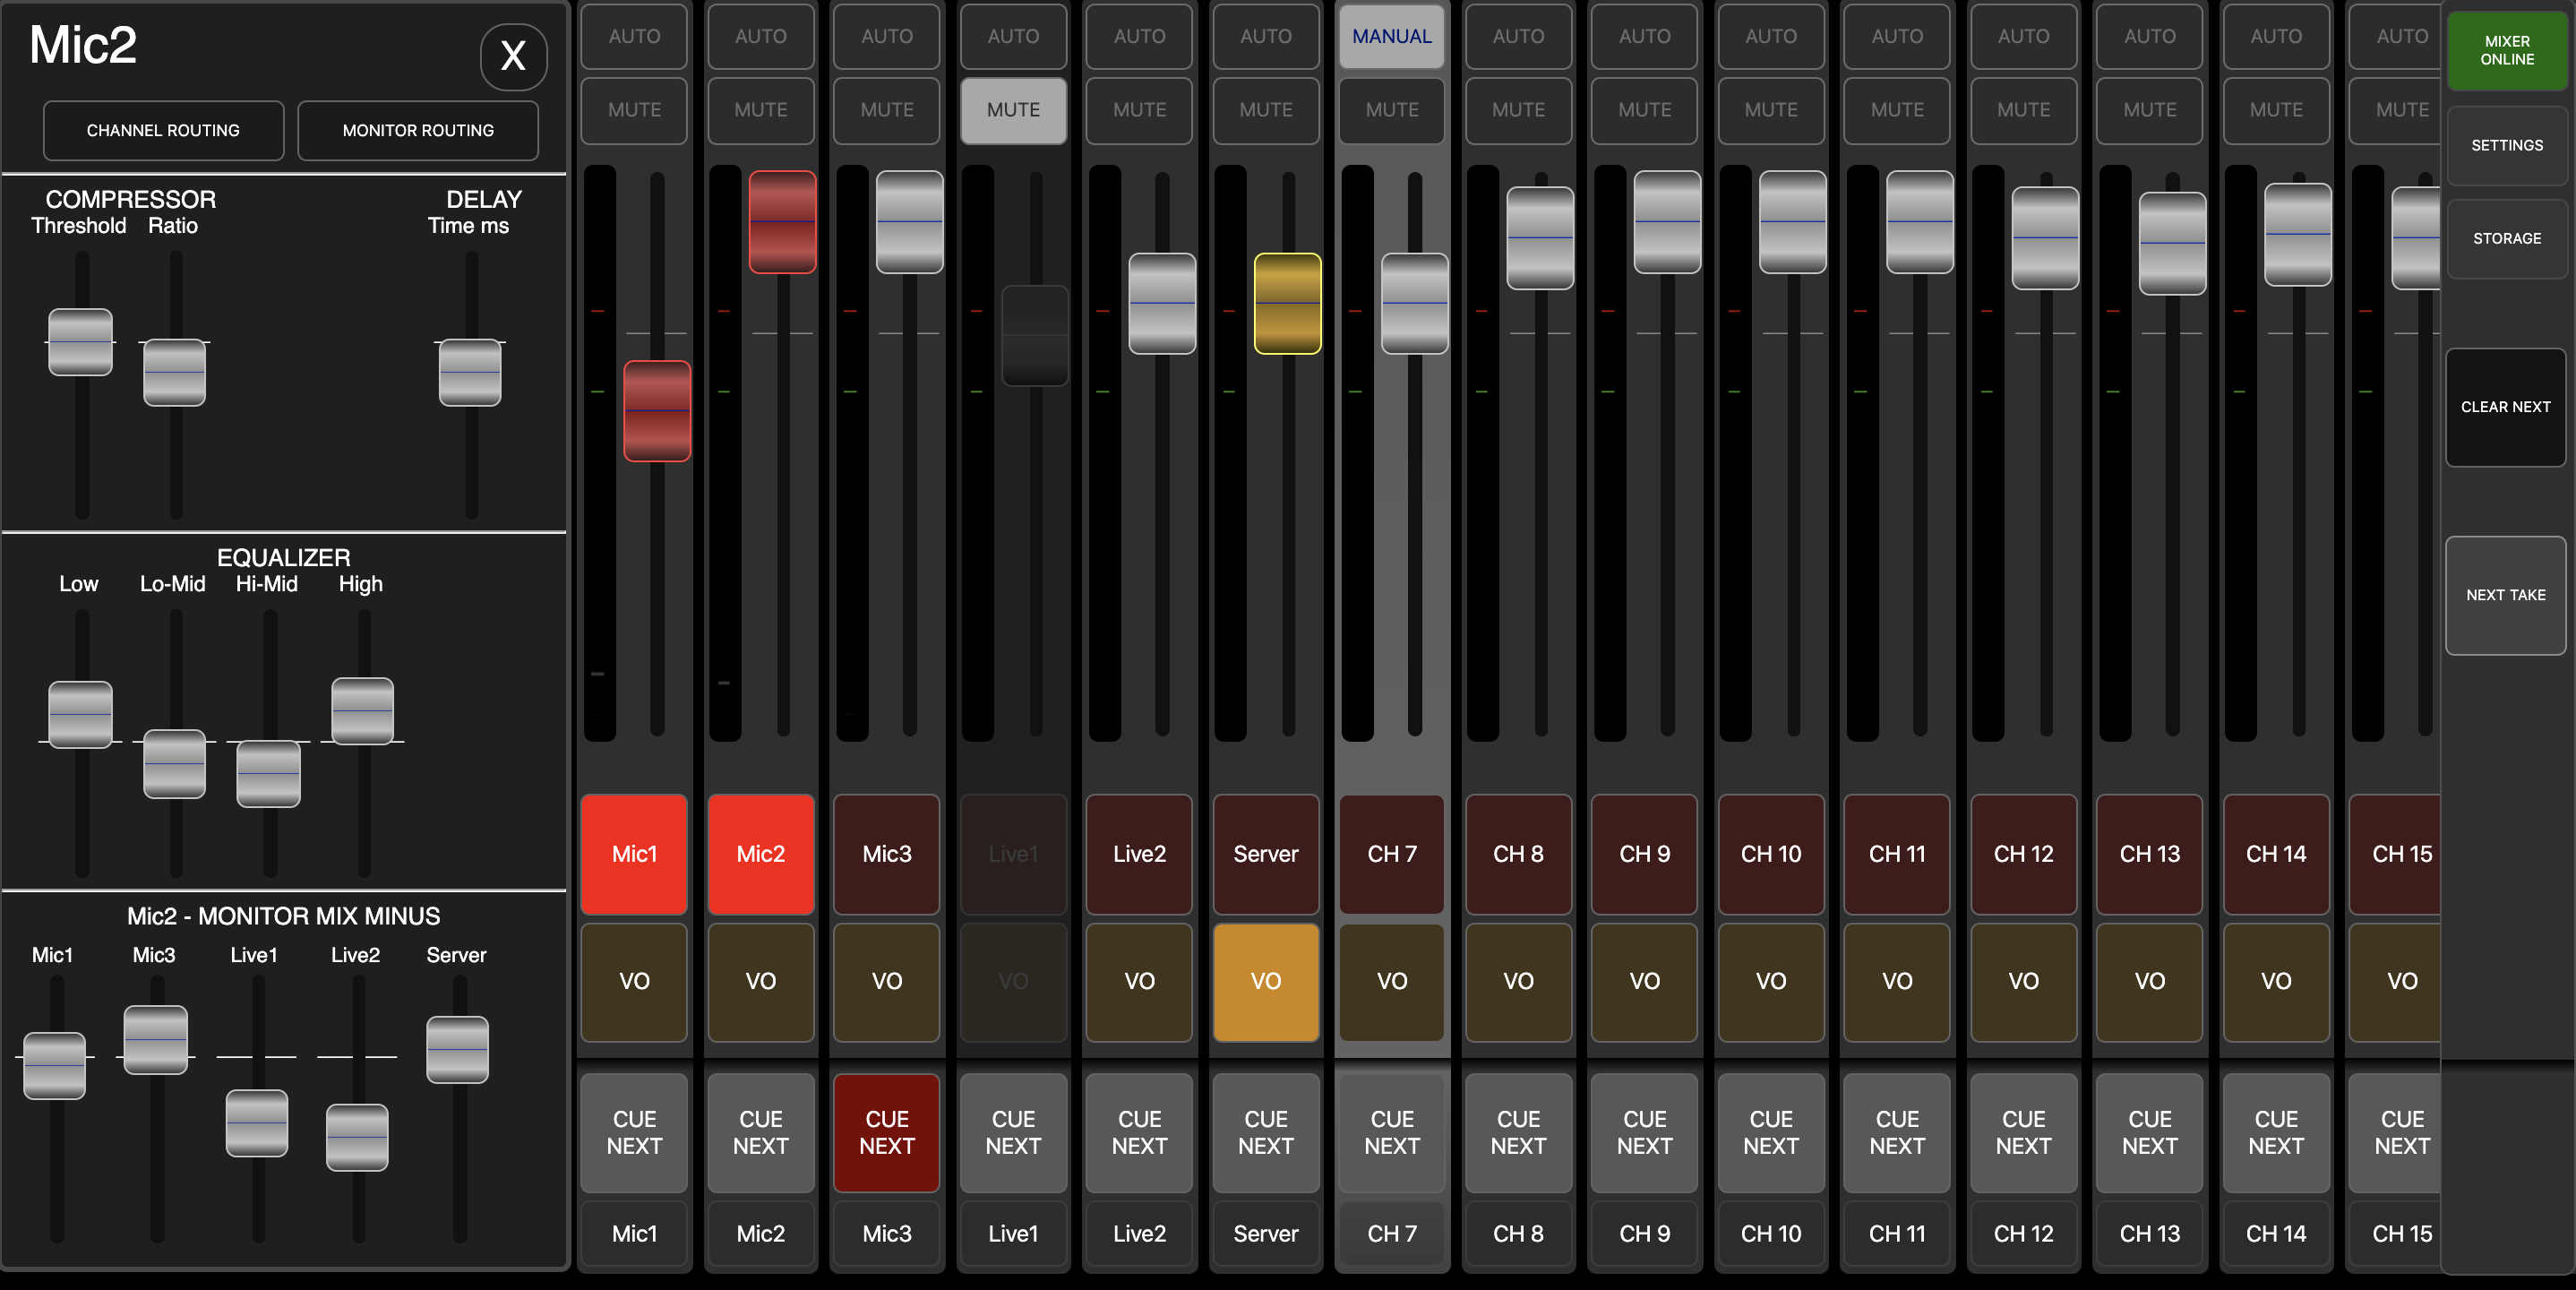 Mic2
X
CHANNEL ROUTING
MONITOR ROUTING
COMPRESSOR
DELAY
Threshold Ratio
Time ms
EQUALIZER
Low Lo-Mid Hi-Mid High
Mic2 - MONITOR MIX MINUS
Mic1 Mic3 Live1 Live2 Server
AUTO AUTO AUTO AUTO AUTO AUTO MANUAL AUTO AUTO AUTO AUTO AUTO AUTO AUTO AUTO
MUTE MUTE MUTE MUTE MUTE MUTE MUTE MUTE MUTE MUTE MUTE MUTE MUTE MUTE MUTE
Mic1 Mic2 Mic3 Live1 Live2 Server CH 7 CH 8 CH 9 CH 10 CH 11 CH 12 CH 13 CH 14 CH 15
VO VO VO VO VO VO VO VO VO VO VO VO VO VO VO
CUE CUE CUE CUE CUE CUE CUE CUE CUE CUE CUE CUE CUE CUE CUE
NEXT NEXT NEXT NEXT NEXT NEXT NEXT NEXT NEXT NEXT NEXT NEXT NEXT NEXT NEXT
Mic1 Mic2 Mic3 Live1 Live2 Server CH 7 CH 8 CH 9 CH 10 CH 11 CH 12 CH 13 CH 14 CH 15
MIXER
ONLINE
SETTINGS
STORAGE
CLEAR NEXT
NEXT TAKE